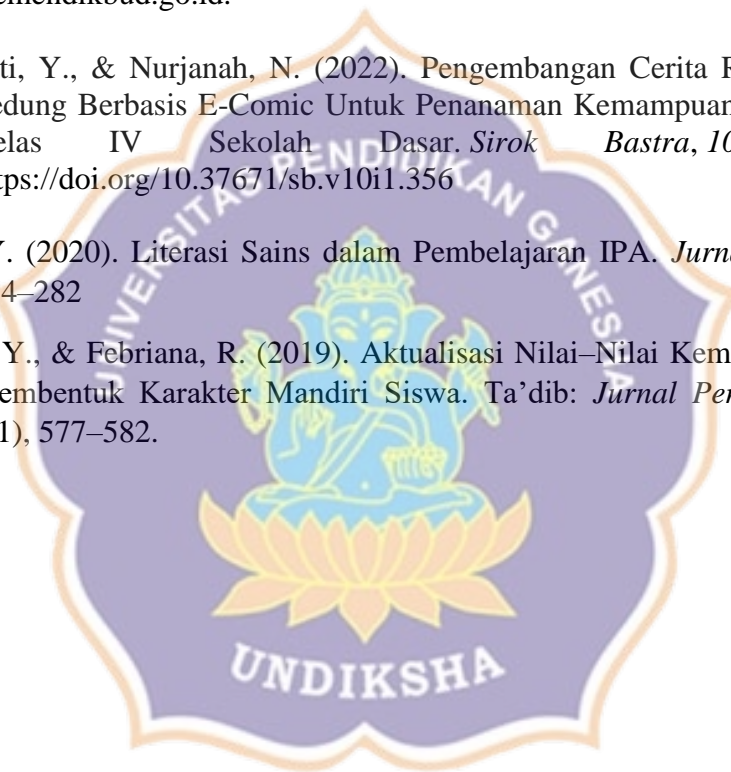 emendikbud.go.id.
ti, Y., & Nurjanah, N. (2022). Pengembangan Cerita R
edung Berbasis E-Comic Untuk Penanaman Kemampuan
elas IV Sekolah Dasar. Sirok Bastra, 10
tps://doi.org/10.37671/sb.v10i1.356
Y. (2020). Literasi Sains dalam Pembelajaran IPA. Jurna
4–282
Y., & Febriana, R. (2019). Aktualisasi Nilai–Nilai Kem
embentuk Karakter Mandiri Siswa. Ta’dib: Jurnal Pen
1), 577–582.
UNIVERSITAS PENDIDIKAN GANESHA
UNDIKSHA